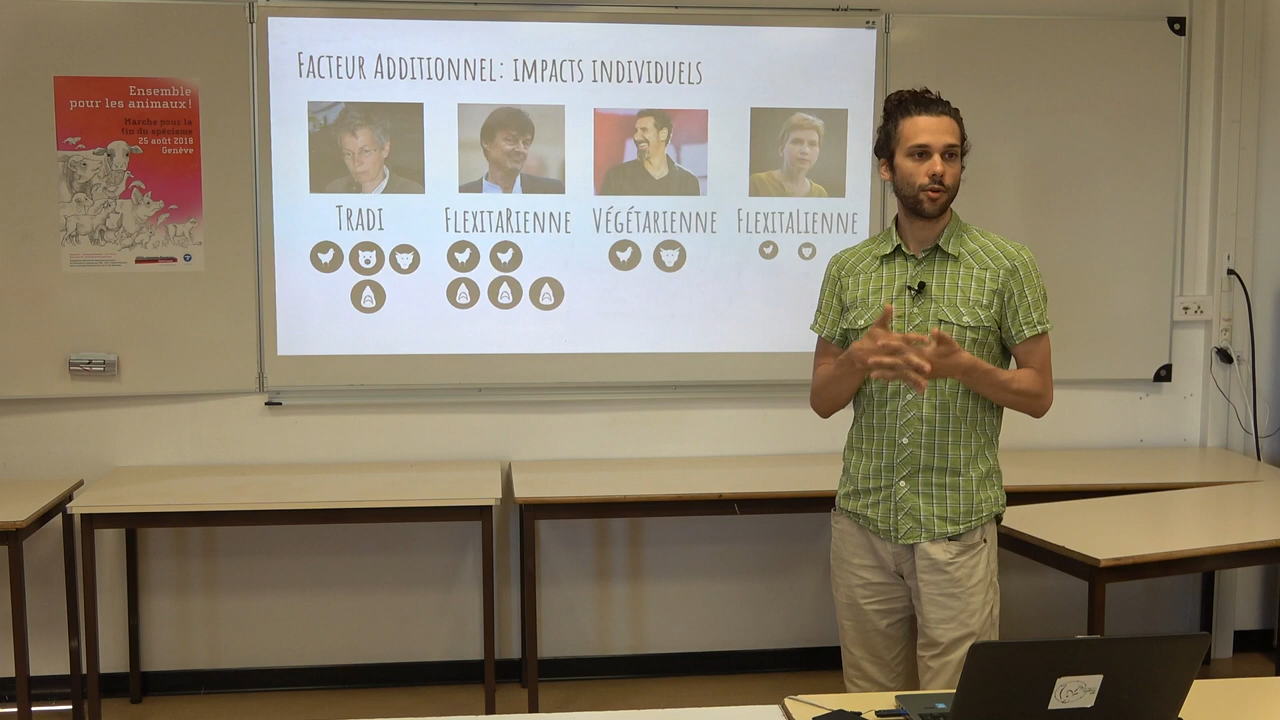 Ensemble
pour les animaux!
Marche pour la
fin du spécisme
25 août 2018
Genève
FACTEUR ADDITIONNEL: IMPACTS INDIVIDUELS
TRADI
FLEXITARIENNE
VÉGÉTARIENNE
FLEXITALIENNE